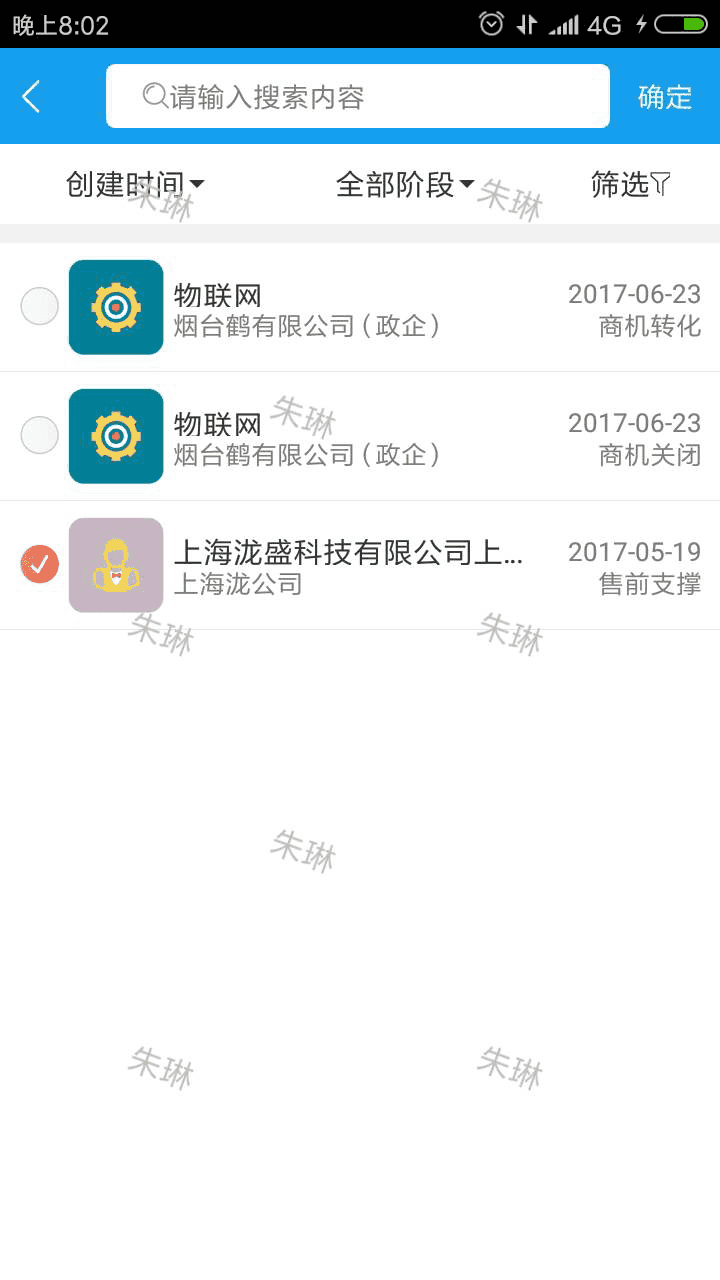 晚上8:02
4G
请输入搜索内容
确定
创建时间
全部阶段
筛选
朱琳
朱琳
物联网
2017-06-23
烟台鹤有限公司（政企）
商机转化
朱琳
物联网
2017-06-23
烟台鹤有限公司（政企）
商机关闭
上海泷盛科技有限公司上...
2017-05-19
上海泷公司
售前支撑
朱琳
朱琳
朱琳
朱琳
朱琳